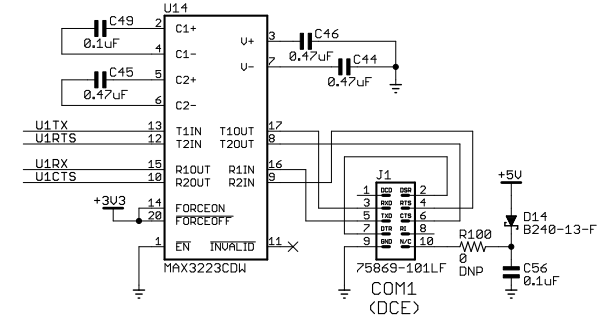 U14
C49
0.1uF
2
C1+
4
C1-
C45
0.47uF
5
C2+
6
C2-
V+
3
C46
0.47uF
V-
7
C44
0.47uF
U1TX
13
T1IN
T1OUT
17
U1RTS
12
T2IN
T2OUT
8
U1RX
15
R1OUT
R1IN
16
U1CTS
10
R2OUT
R2IN
9
+3V3
14
FORCEON
20
FORCEOFF
1
EN
INVALID
11
MAX3223CDW
J1
1
DCD
DSR
2
3
RXD
RTS
4
5
TXD
CTS
6
7
DTR
RI
8
9
GND
N/C
10
75869-101LF
COM1
(DCE)
R100
0
DNP
+5V
D14
B240-13-F
C56
0.1uF